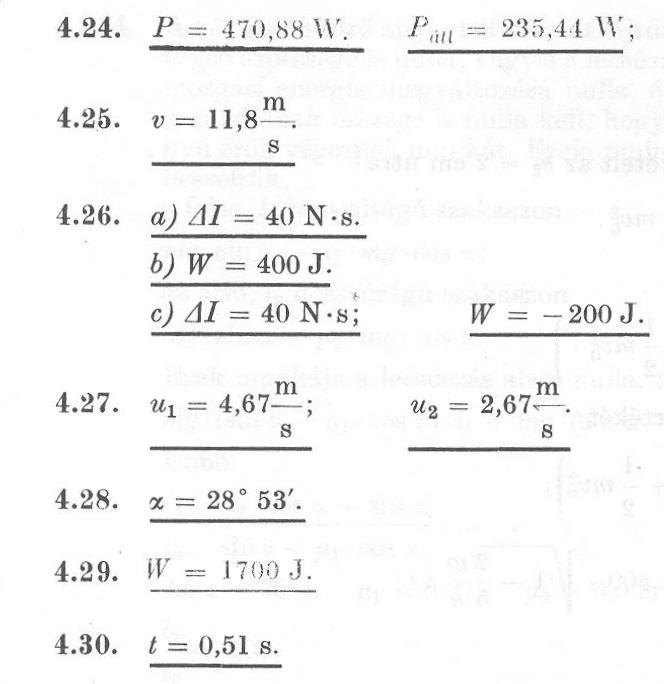 4.24. P = 470,88 W. P_átl = 235,44 W;
4.25. v = 11,8 m/s.
4.26. a) ΔI = 40 N·s.
b) W = 400 J.
c) ΔI = 40 N·s; W = −200 J.
4.27. u₁ = 4,67 m/s; u₂ = 2,67 m/s.
4.28. α = 28° 53′.
4.29. W = 1700 J.
4.30. t = 0,51 s.